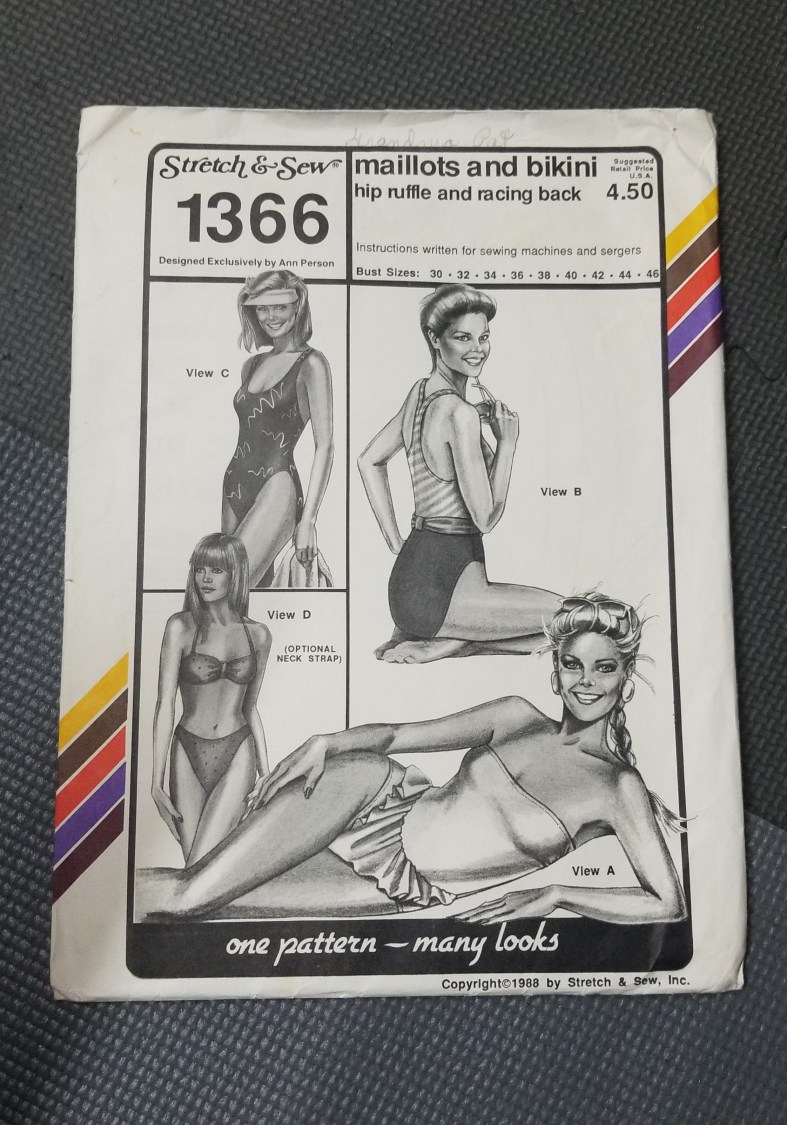 Grandma Pat
Stretch & Sew®
1366
Designed Exclusively by Ann Person
maillots and bikini
hip ruffle and racing back
Suggested
Retail Price
U.S.A.
4.50
Instructions written for sewing machines and sergers
Bust Sizes: 30 • 32 • 34 • 36 • 38 • 40 • 42 • 44 • 46
View C
View B
View D
(OPTIONAL
NECK STRAP)
View A
one pattern – many looks
Copyright©1988 by Stretch & Sew, Inc.